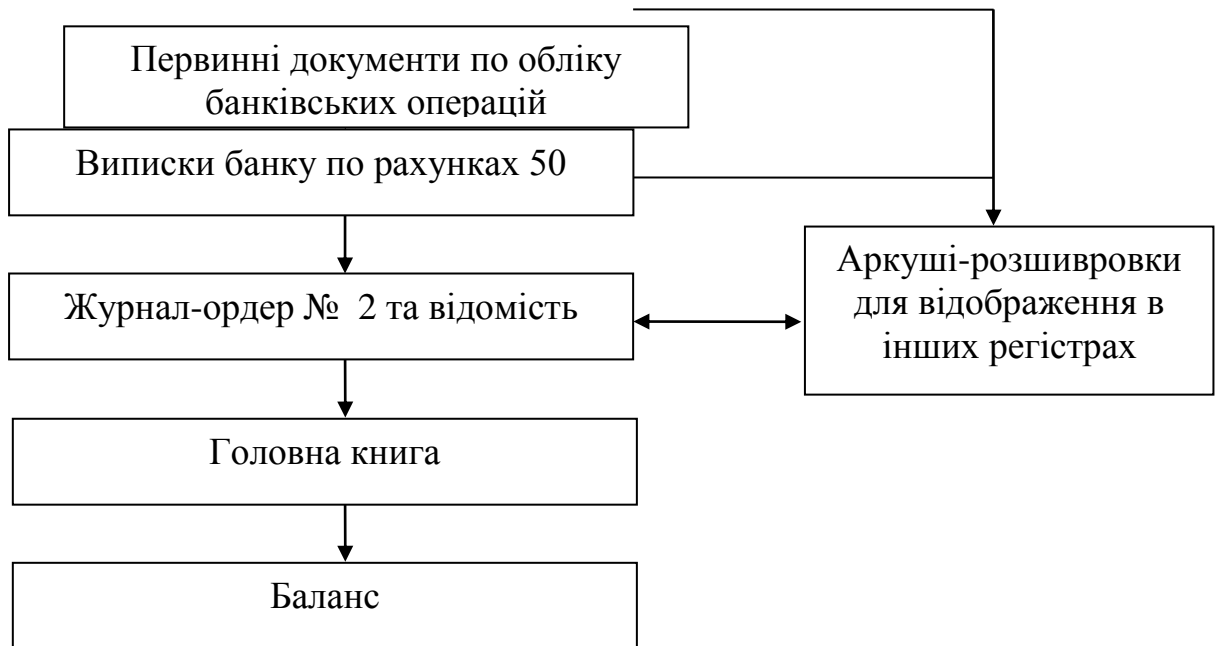 Первинні документи по обліку
банківських операцій
Виписки банку по рахунках 50
Журнал-ордер № 2 та відомість
Аркуші-розшивровки
для відображення в
інших регістрах
Головна книга
Баланс